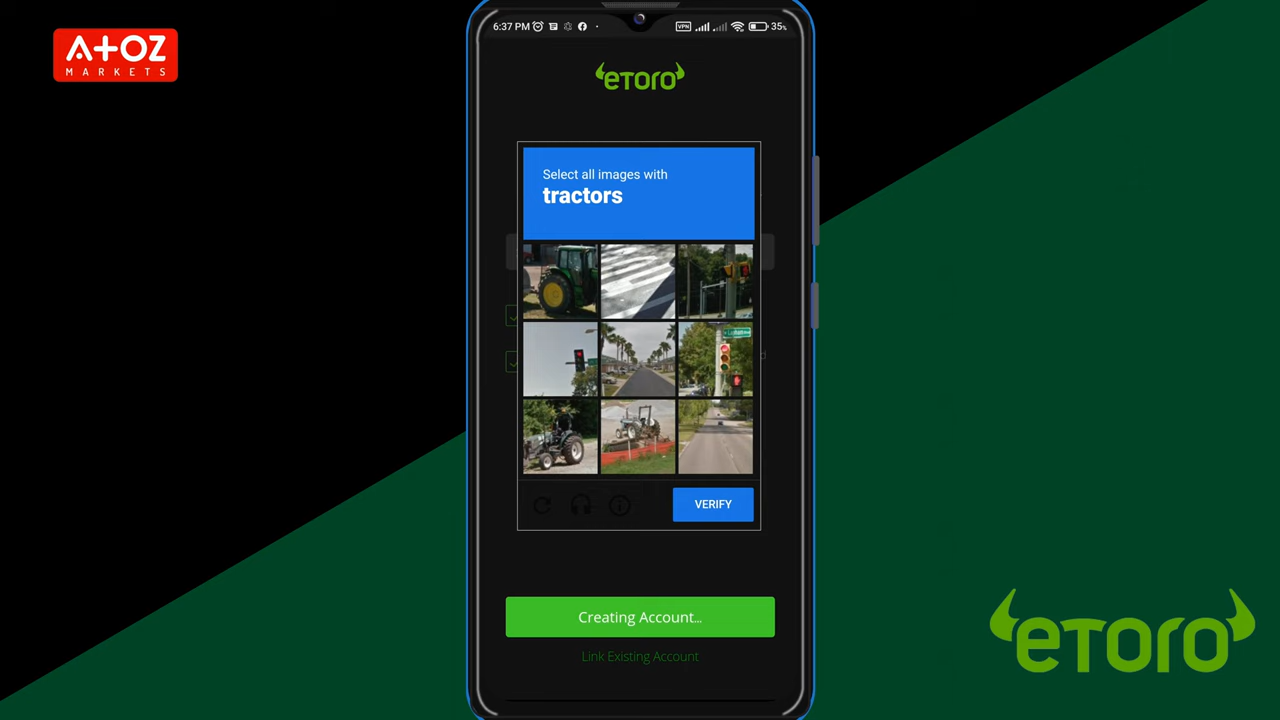 A+OZ
MARKETS
6:37 PM
VPN
35%
eToro
Select all images with
tractors
VERIFY
Creating Account...
Link Existing Account
eToro